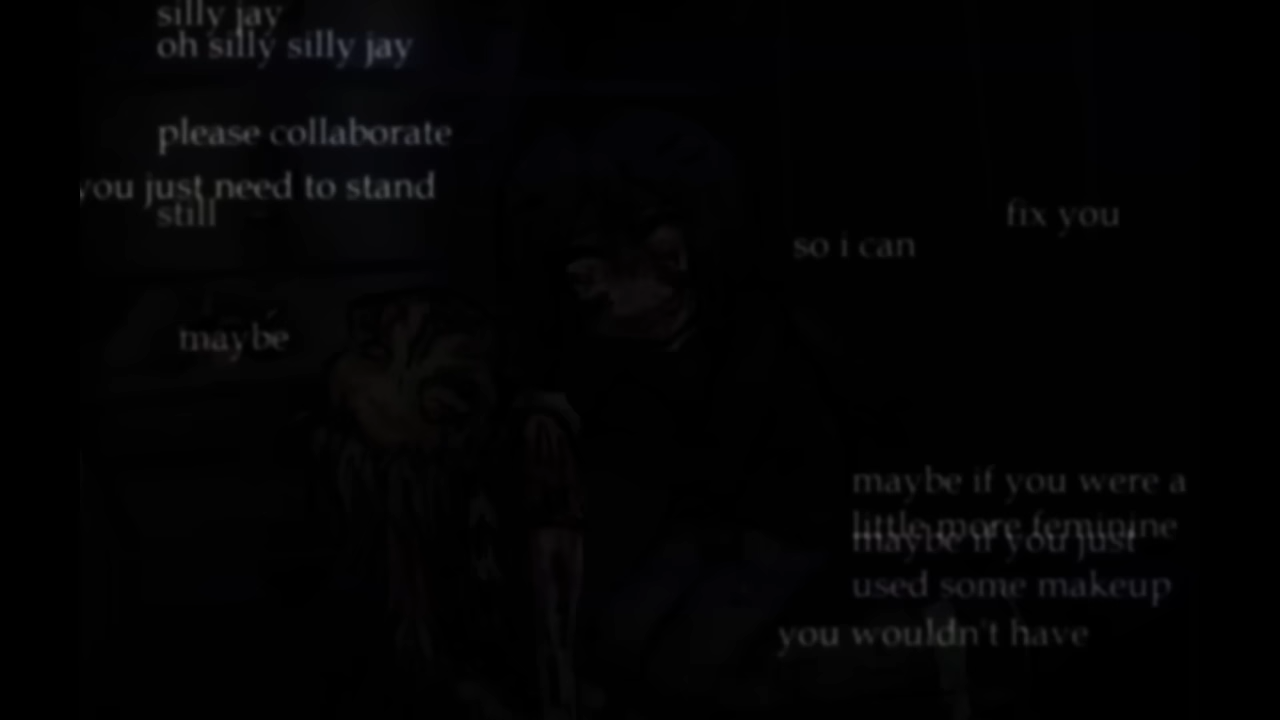 silly jay
oh silly silly jay
please collaborate
you just need to stand
still
so i can
fix you
maybe
maybe if you were a
little more feminine
maybe if you just
used some makeup
you wouldn't have